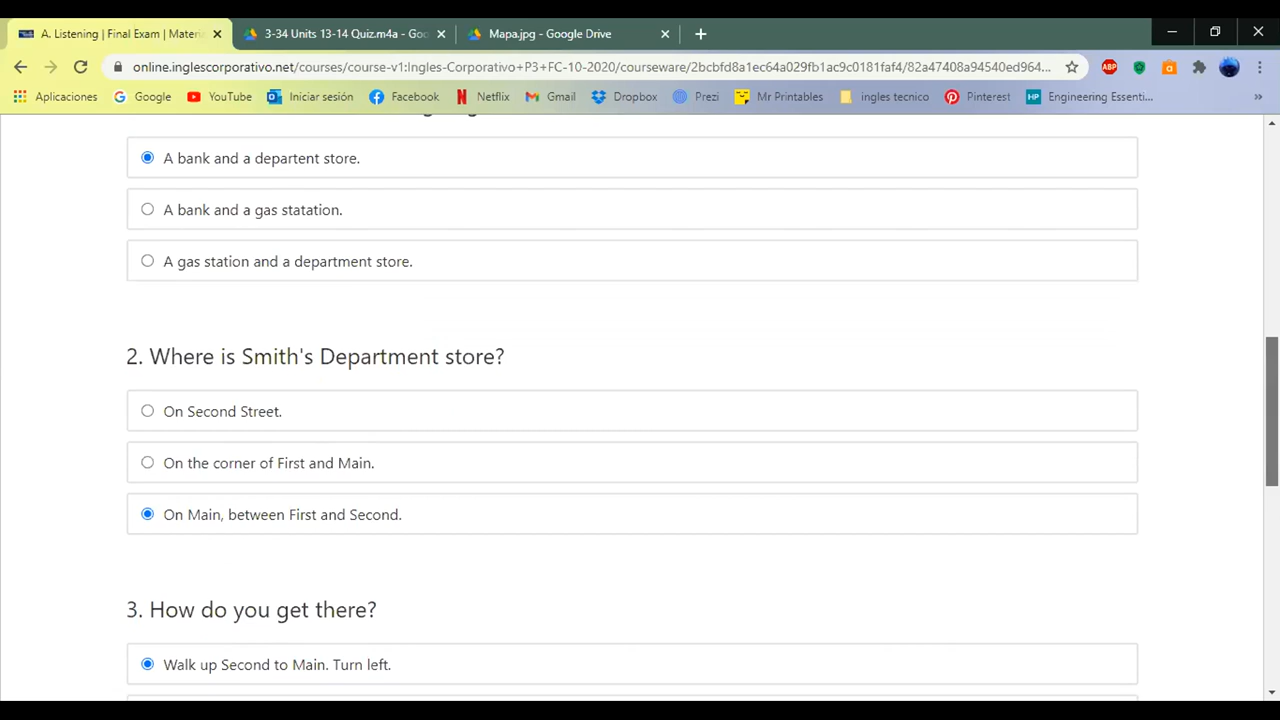 A. Listening | Final Exam | Materi
3-34 Units 13-14 Quiz.m4a - Goo
Mapa.jpg - Google Drive
online.inglescorporativo.net/courses/course-v1:Ingles-Corporativo+P3+FC-10-2020/courseware/2bcbfd8a1ec64a029fb1ac9c0181faf4/82a47408a94540ed964...
ABP
Aplicaciones
Google
YouTube
Iniciar sesión
Facebook
Netflix
Gmail
Dropbox
Prezi
Mr Printables
ingles tecnico
Pinterest
HP
Engineering Essenti...
A bank and a departent store.
A bank and a gas statation.
A gas station and a department store.
2. Where is Smith's Department store?
On Second Street.
On the corner of First and Main.
On Main, between First and Second.
3. How do you get there?
Walk up Second to Main. Turn left.